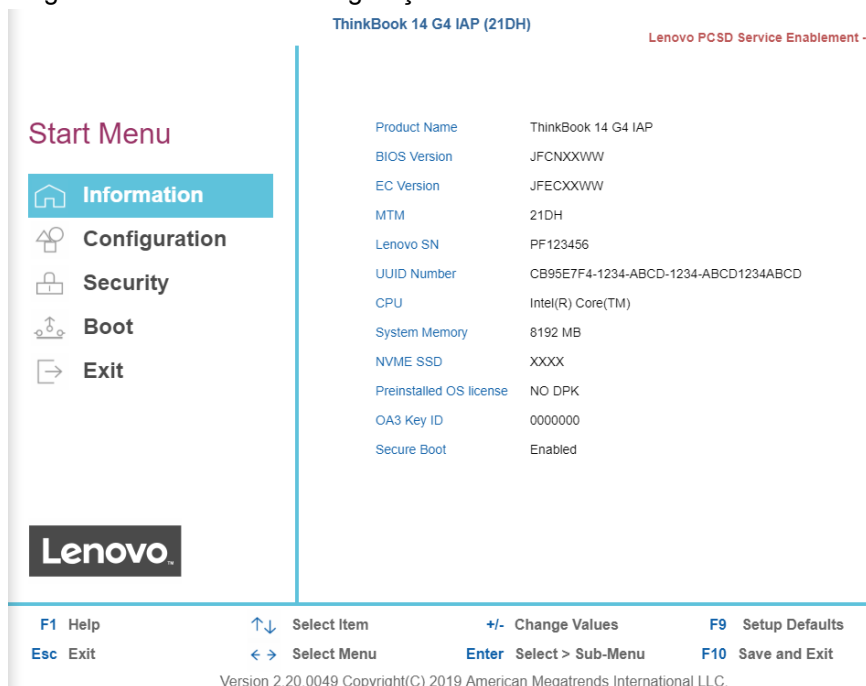 ThinkBook 14 G4 IAP (21DH)
Lenovo PCSD Service Enablement -
Start Menu
Information
Configuration
Security
Boot
Exit
Product Name ThinkBook 14 G4 IAP
BIOS Version JFCNXXWW
EC Version JFECXXWW
MTM 21DH
Lenovo SN PF123456
UUID Number CB95E7F4-1234-ABCD-1234-ABCD1234ABCD
CPU Intel(R) Core(TM)
System Memory 8192 MB
NVME SSD XXXX
Preinstalled OS license NO DPK
OA3 Key ID 0000000
Secure Boot Enabled
Lenovo™
F1 Help ↑↓ Select Item +/- Change Values F9 Setup Defaults
Esc Exit ← → Select Menu Enter Select > Sub-Menu F10 Save and Exit
Version 2.20.0049 Copyright(C) 2019 American Megatrends International LLC.